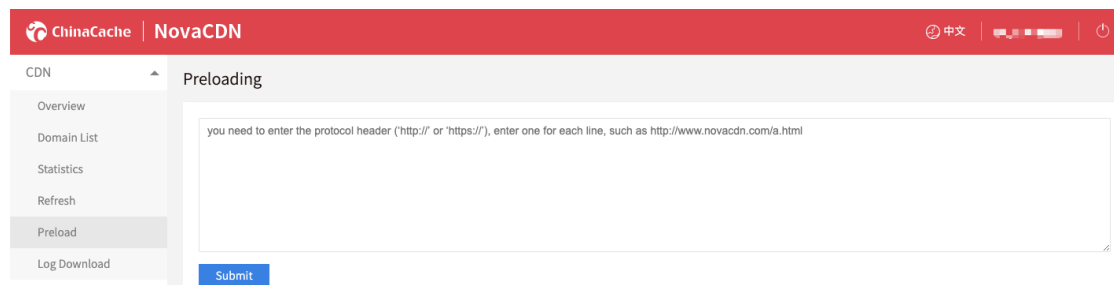 ChinaCache NovaCDN 中文
CDN
Preloading
Overview
you need to enter the protocol header ('http://' or 'https://'), enter one for each line, such as http://www.novacdn.com/a.html
Domain List
Statistics
Refresh
Preload
Log Download
Submit